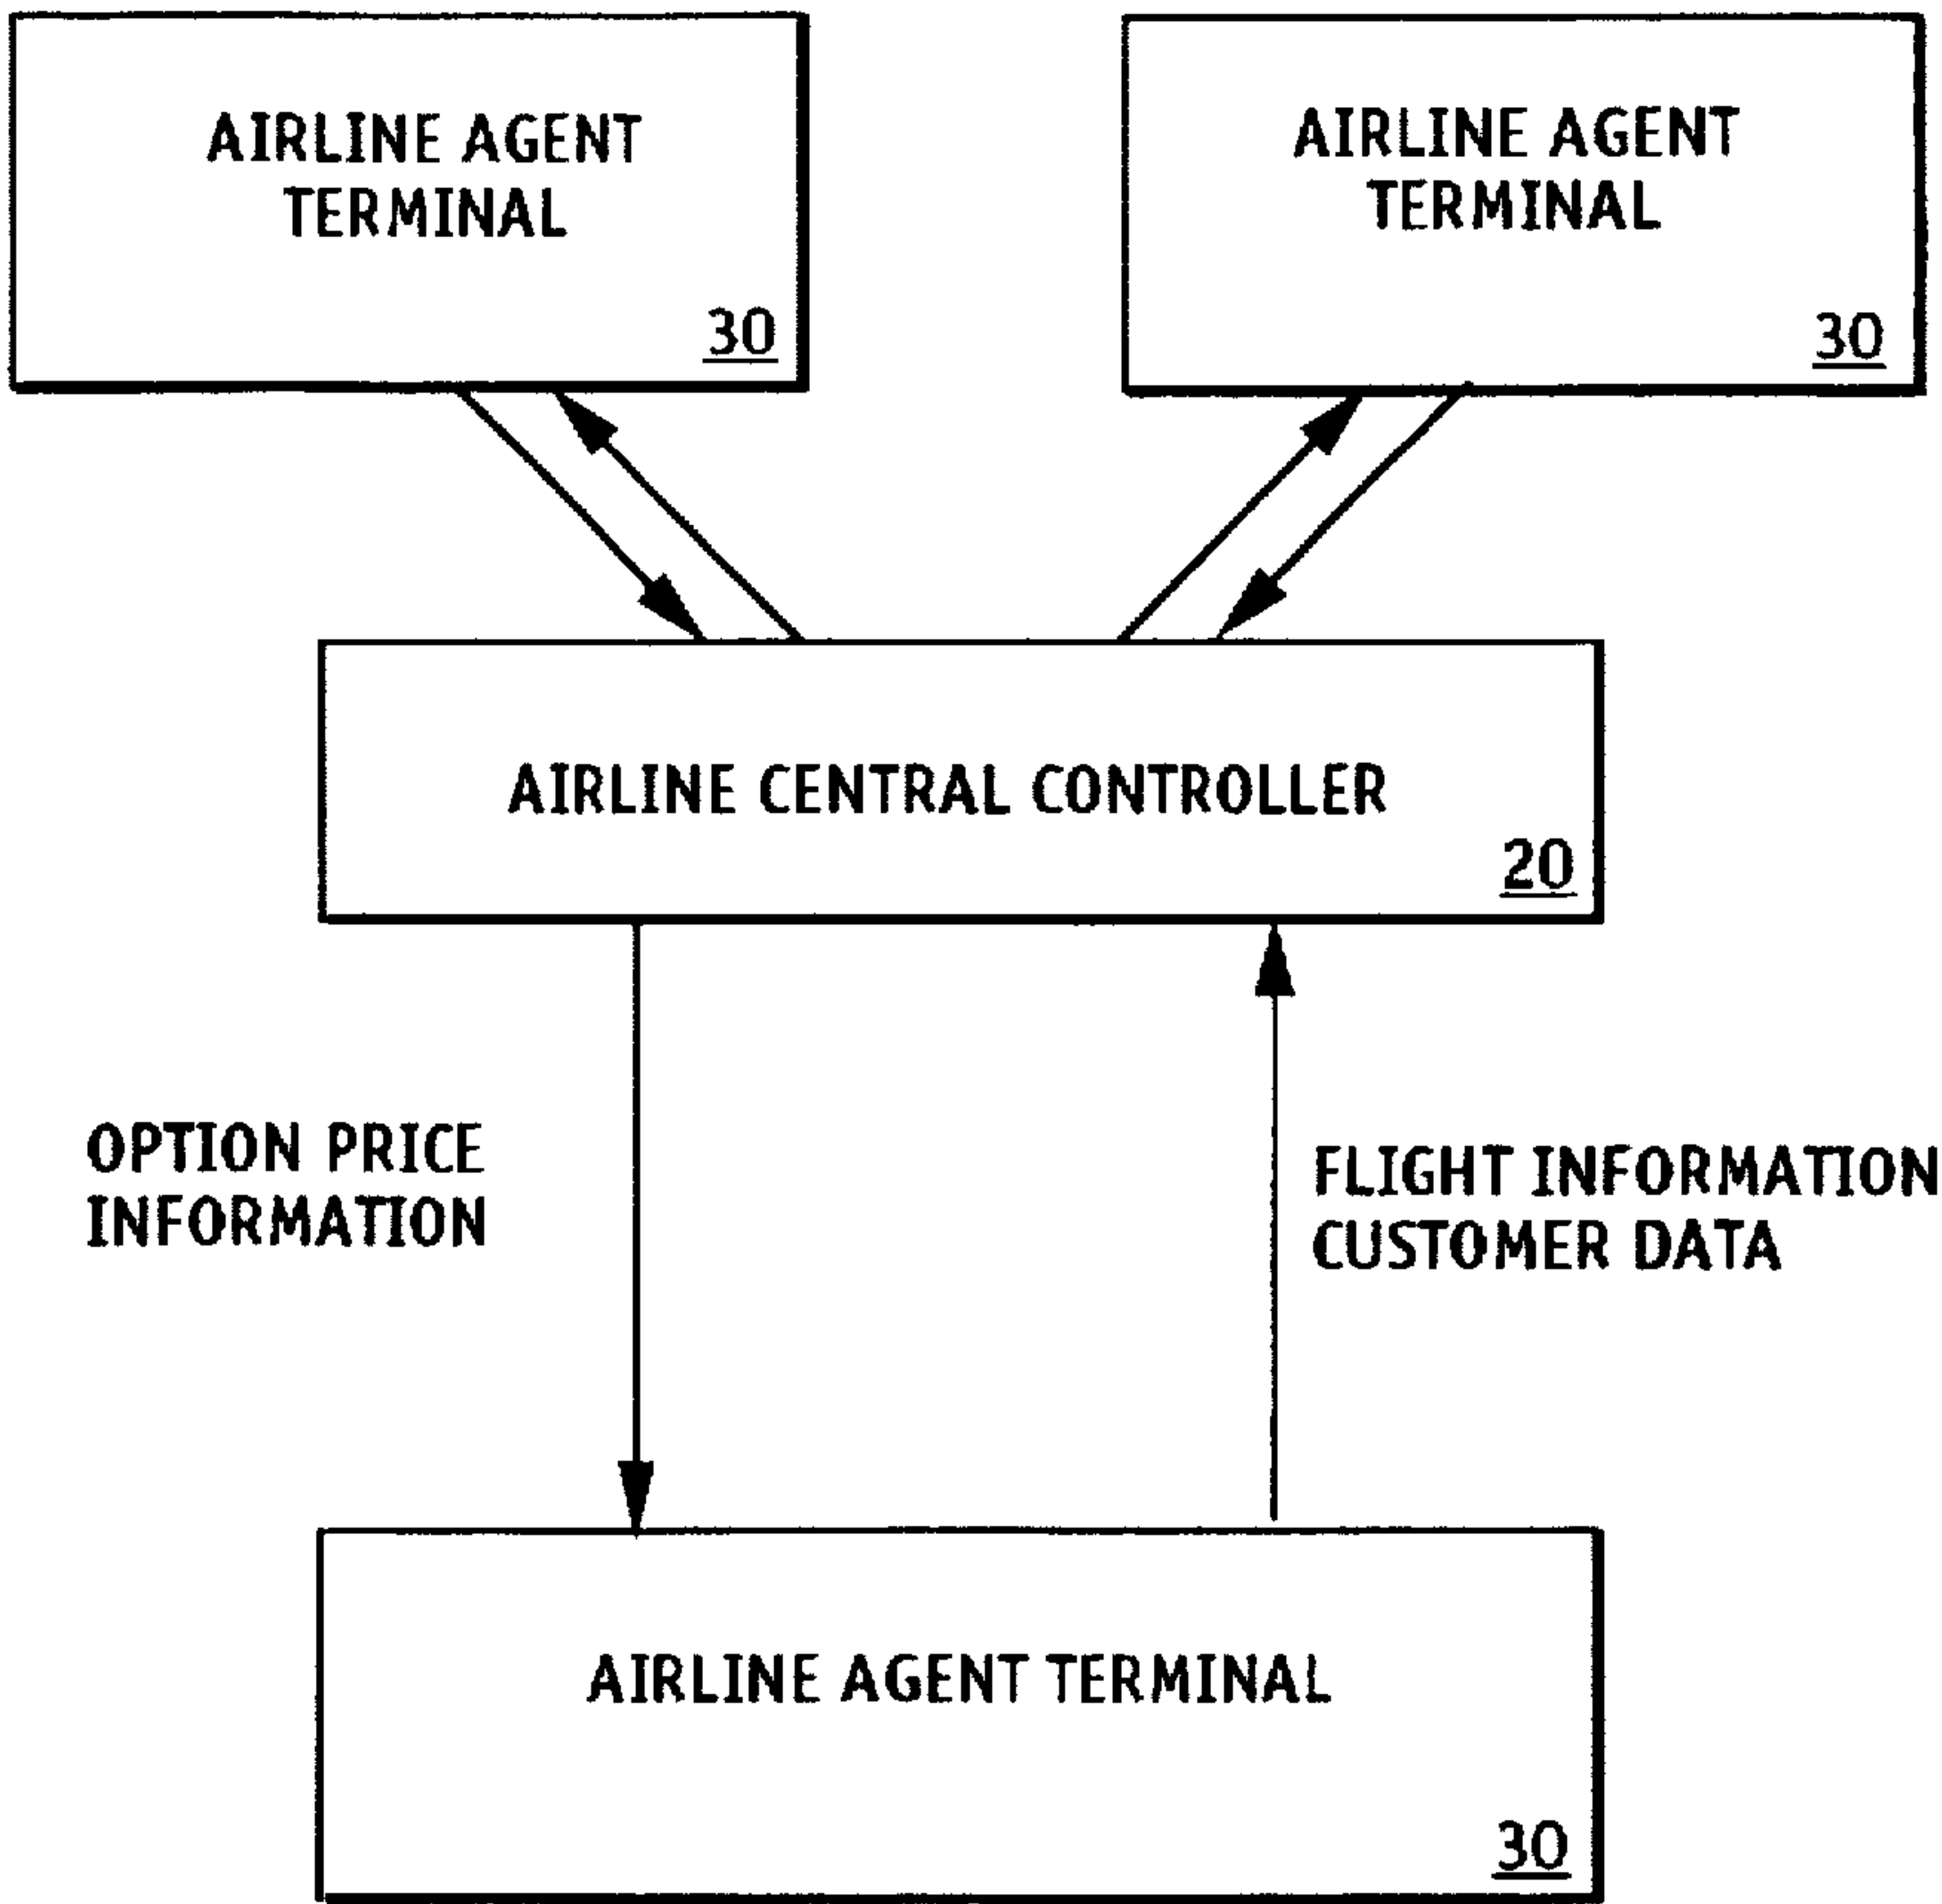 AIRLINE AGENT
TERMINAL
30
AIRLINE AGENT
TERMINAL
30
AIRLINE CENTRAL CONTROLLER
20
OPTION PRICE
INFORMATION
FLIGHT INFORMATION
CUSTOMER DATA
AIRLINE AGENT TERMINAL
30